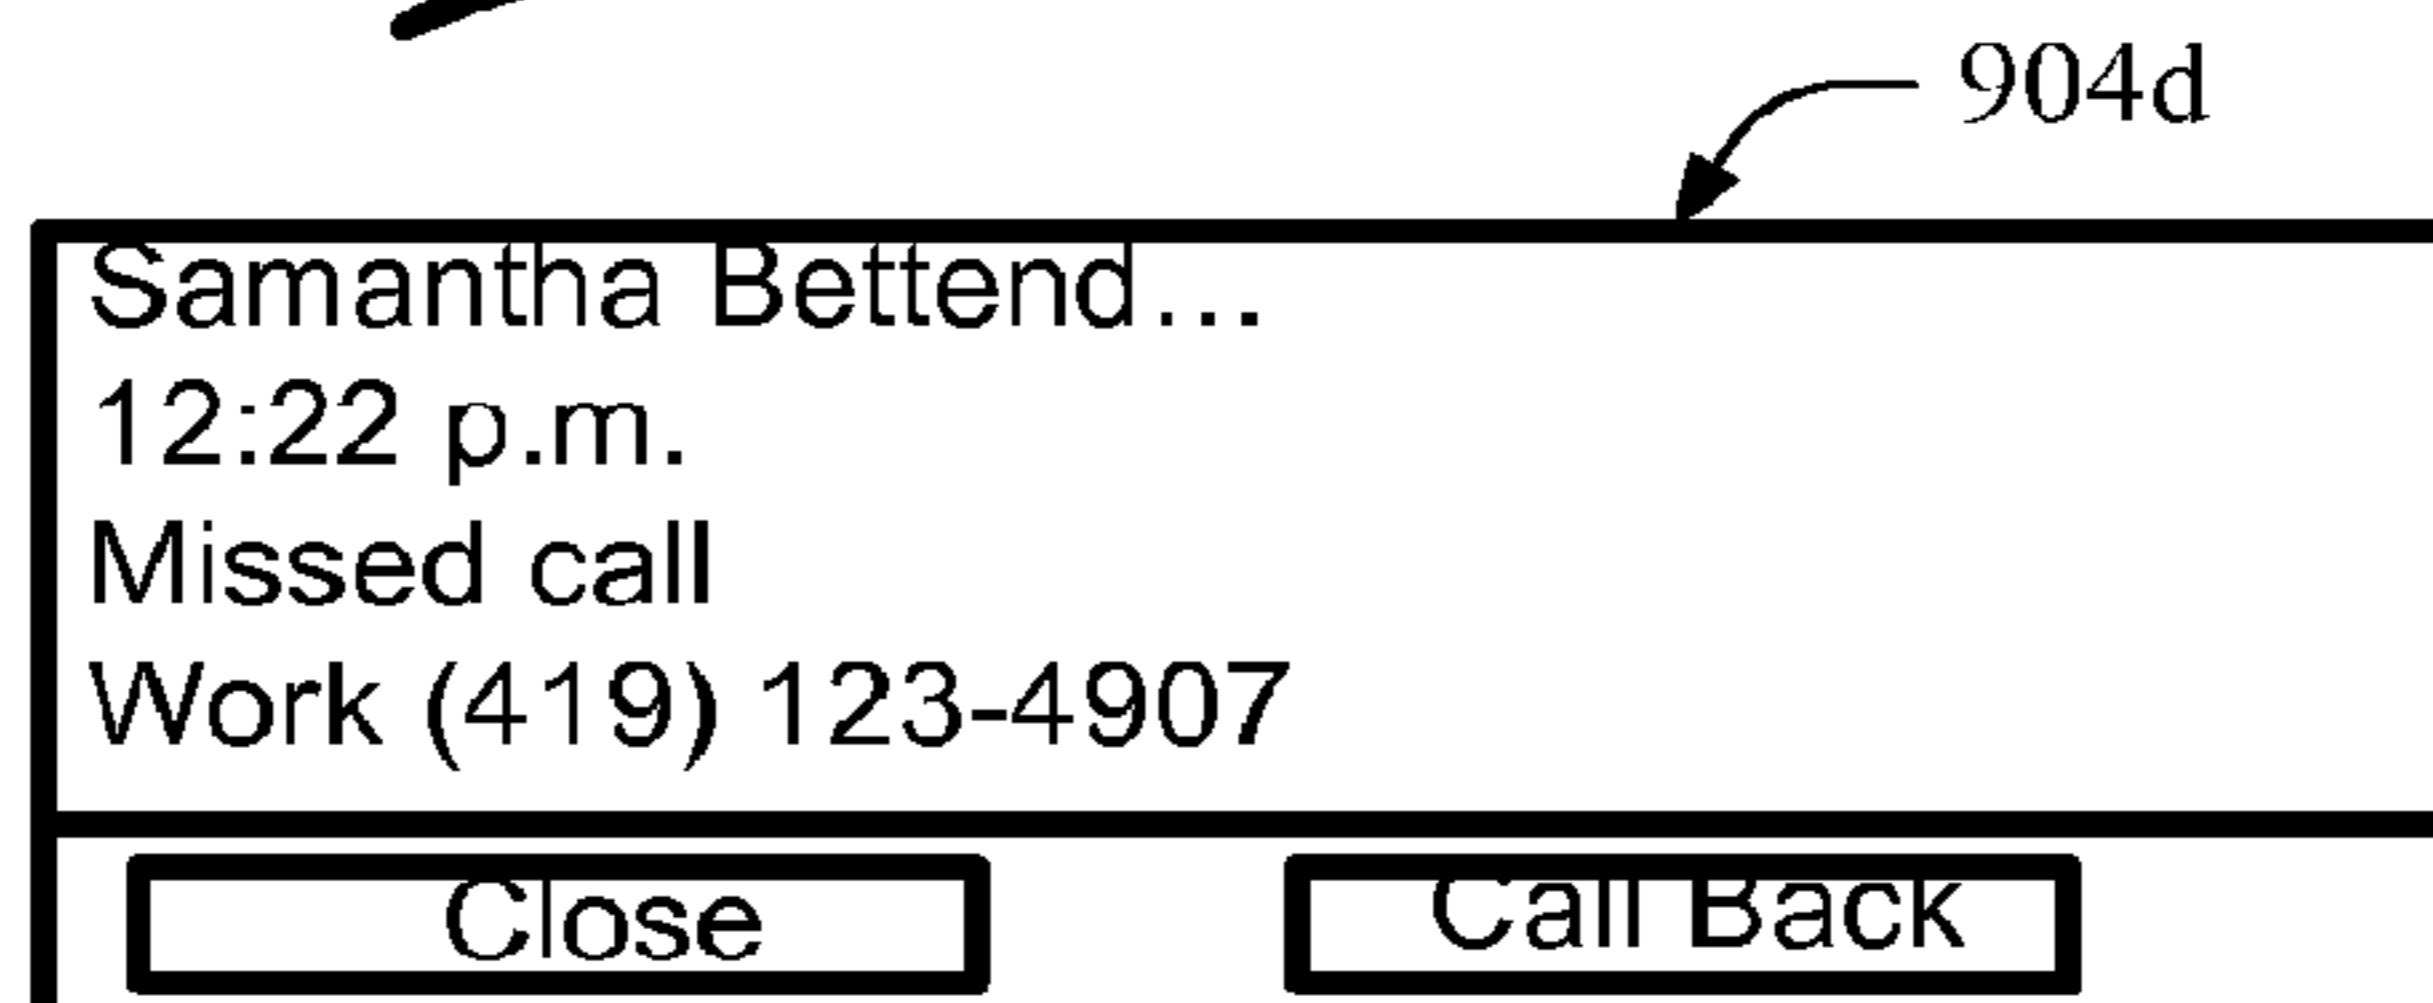 904d
Samantha Bettend...
12:22 p.m.
Missed call
Work (419) 123-4907
Close Call Back